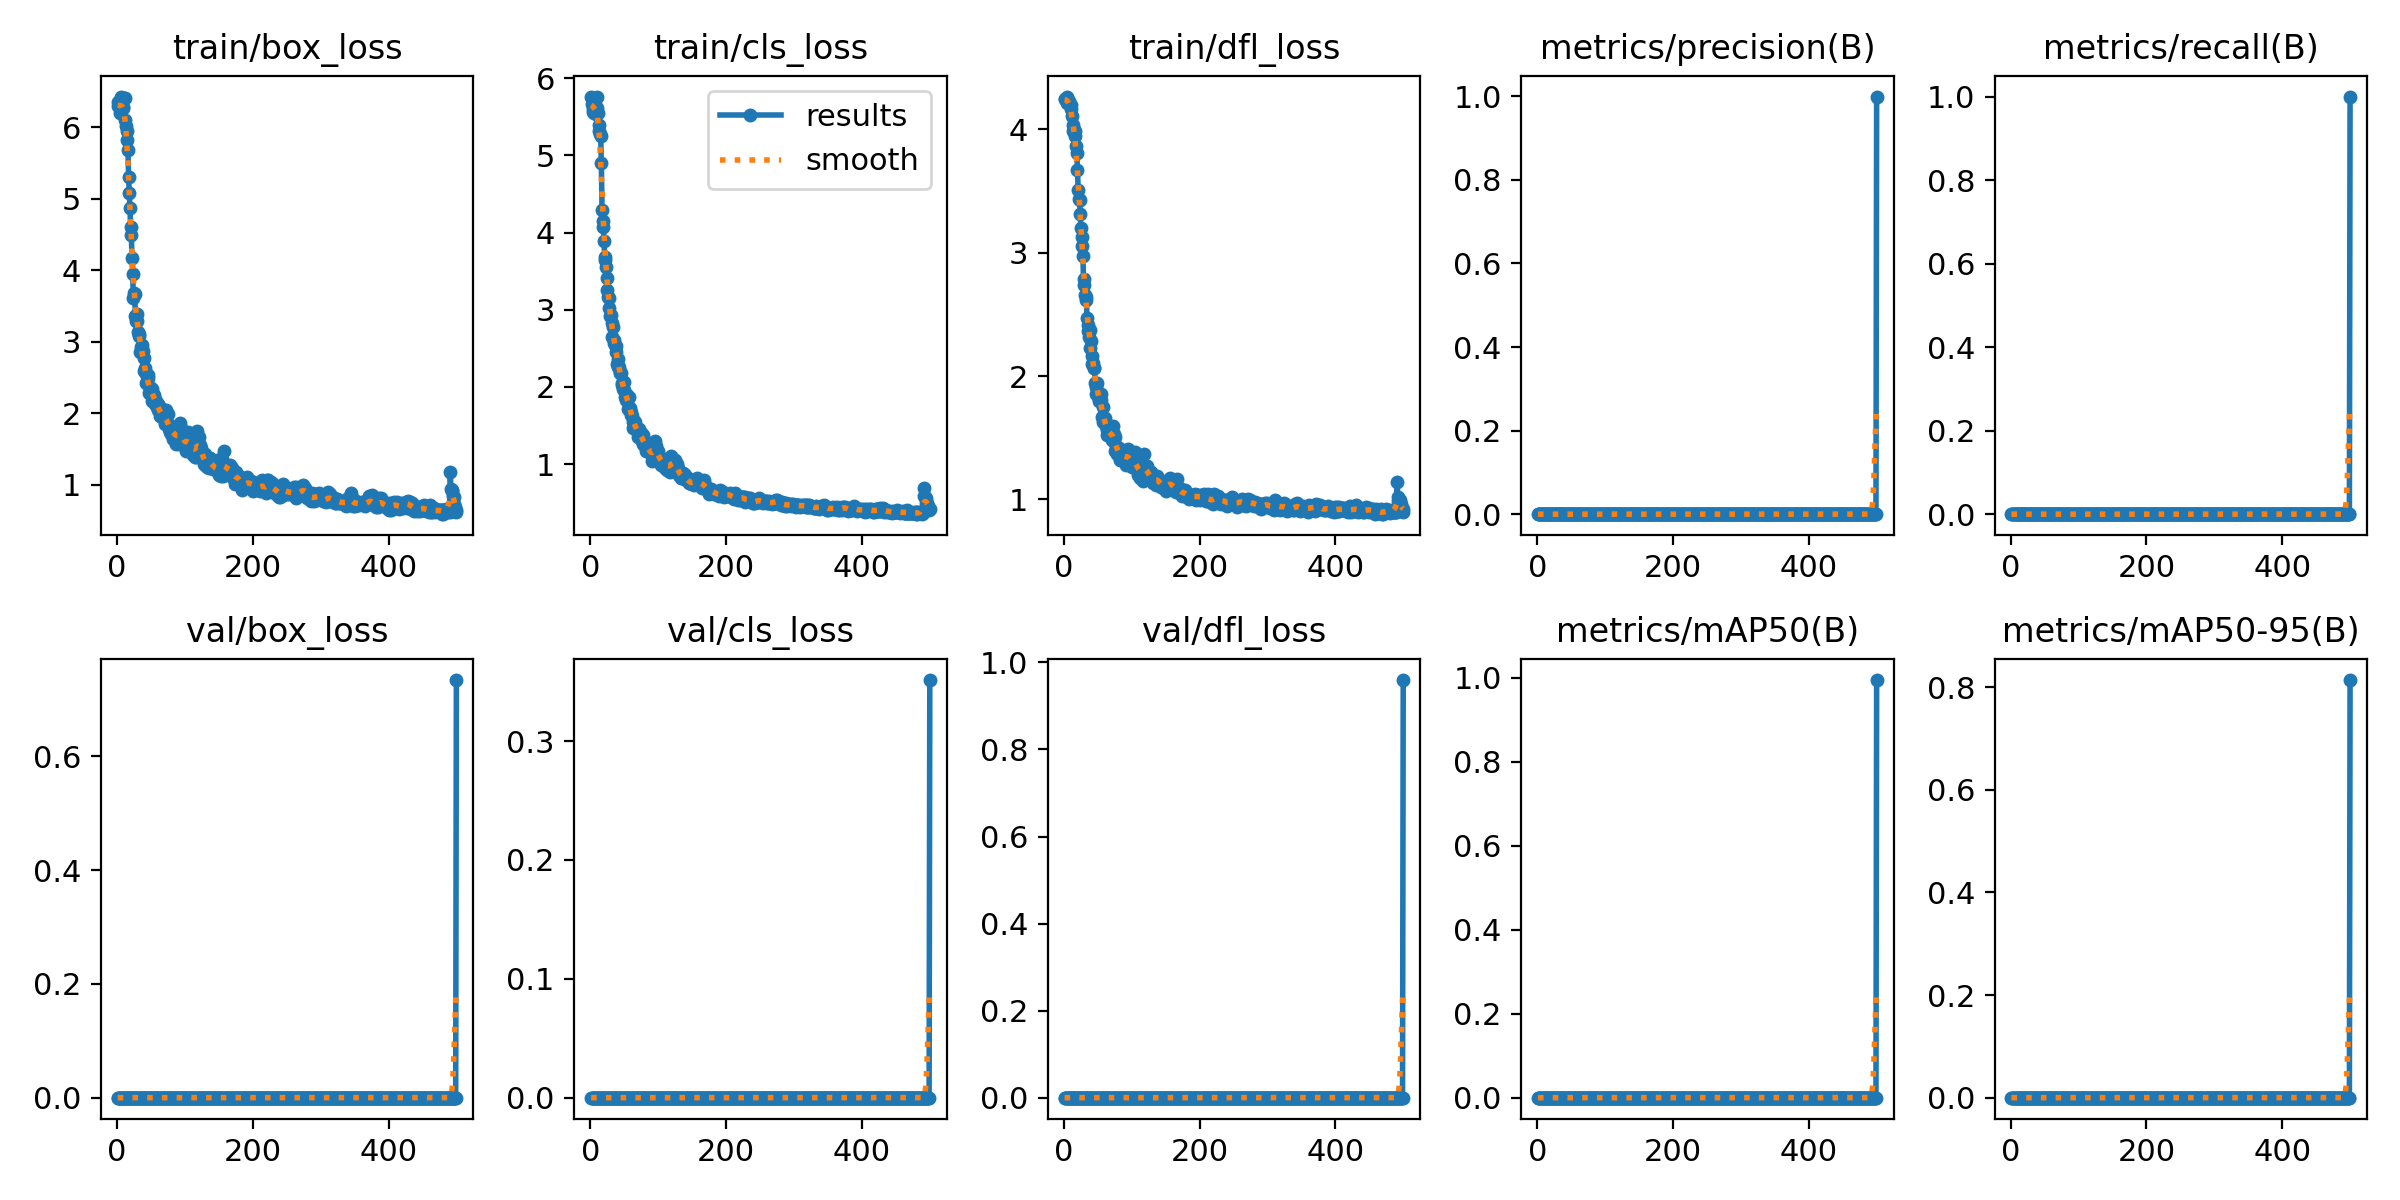 train/box_loss
6
5
4
3
2
1
0 200 400
train/cls_loss
results
smooth
6
5
4
3
2
1
0 200 400
train/dfl_loss
4
3
2
1
0 200 400
metrics/precision(B)
1.0
0.8
0.6
0.4
0.2
0.0
0 200 400
metrics/recall(B)
1.0
0.8
0.6
0.4
0.2
0.0
0 200 400
val/box_loss
0.6
0.4
0.2
0.0
0 200 400
val/cls_loss
0.3
0.2
0.1
0.0
0 200 400
val/dfl_loss
1.0
0.8
0.6
0.4
0.2
0.0
0 200 400
metrics/mAP50(B)
1.0
0.8
0.6
0.4
0.2
0.0
0 200 400
metrics/mAP50-95(B)
0.8
0.6
0.4
0.2
0.0
0 200 400